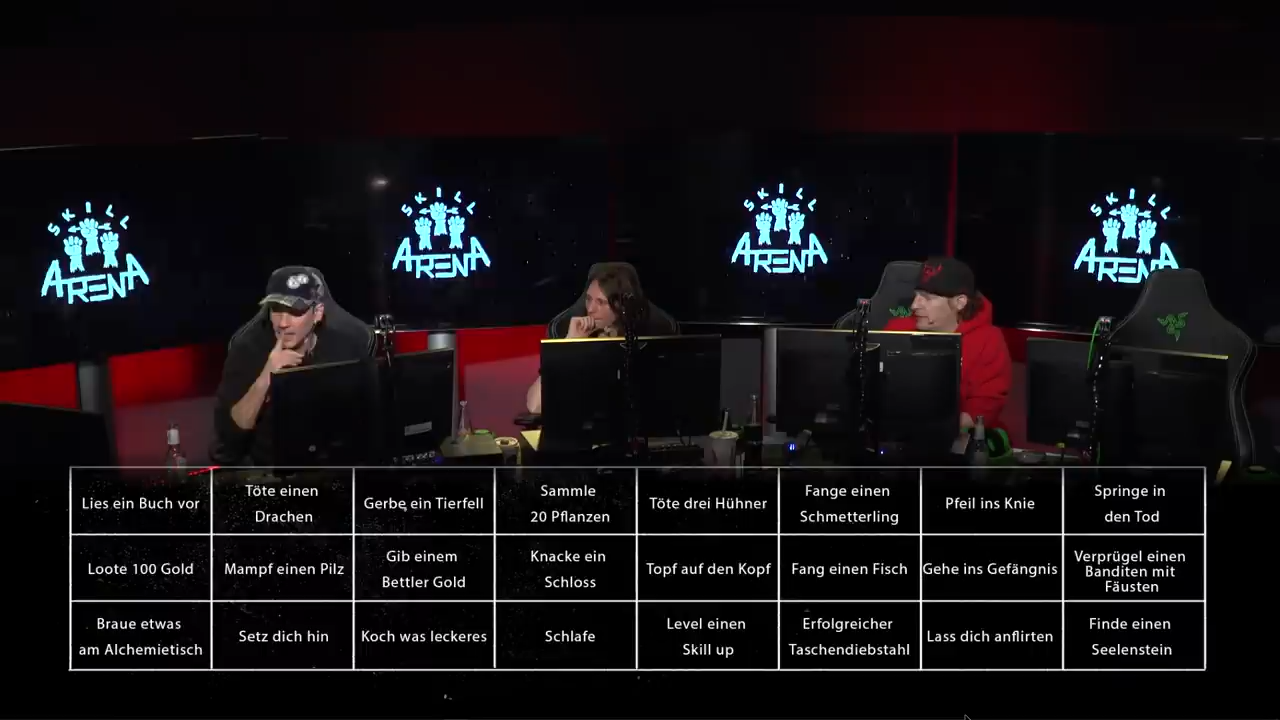 SKILL
ARENA
SKILL
ARENA
SKILL
ARENA
SKILL
ARENA
Lies ein Buch vor
Töte einen
Drachen
Gerbe ein Tierfell
Sammle
20 Pflanzen
Töte drei Hühner
Fange einen
Schmetterling
Pfeil ins Knie
Springe in
den Tod
Loote 100 Gold
Mampf einen Pilz
Gib einem
Bettler Gold
Knacke ein
Schloss
Topf auf den Kopf
Fang einen Fisch
Gehe ins Gefängnis
Verprügel einen
Banditen mit
Fäusten
Braue etwas
am Alchemietisch
Setz dich hin
Koch was leckeres
Schlafe
Level einen
Skill up
Erfolgreicher
Taschendiebstahl
Lass dich anflirten
Finde einen
Seelenstein